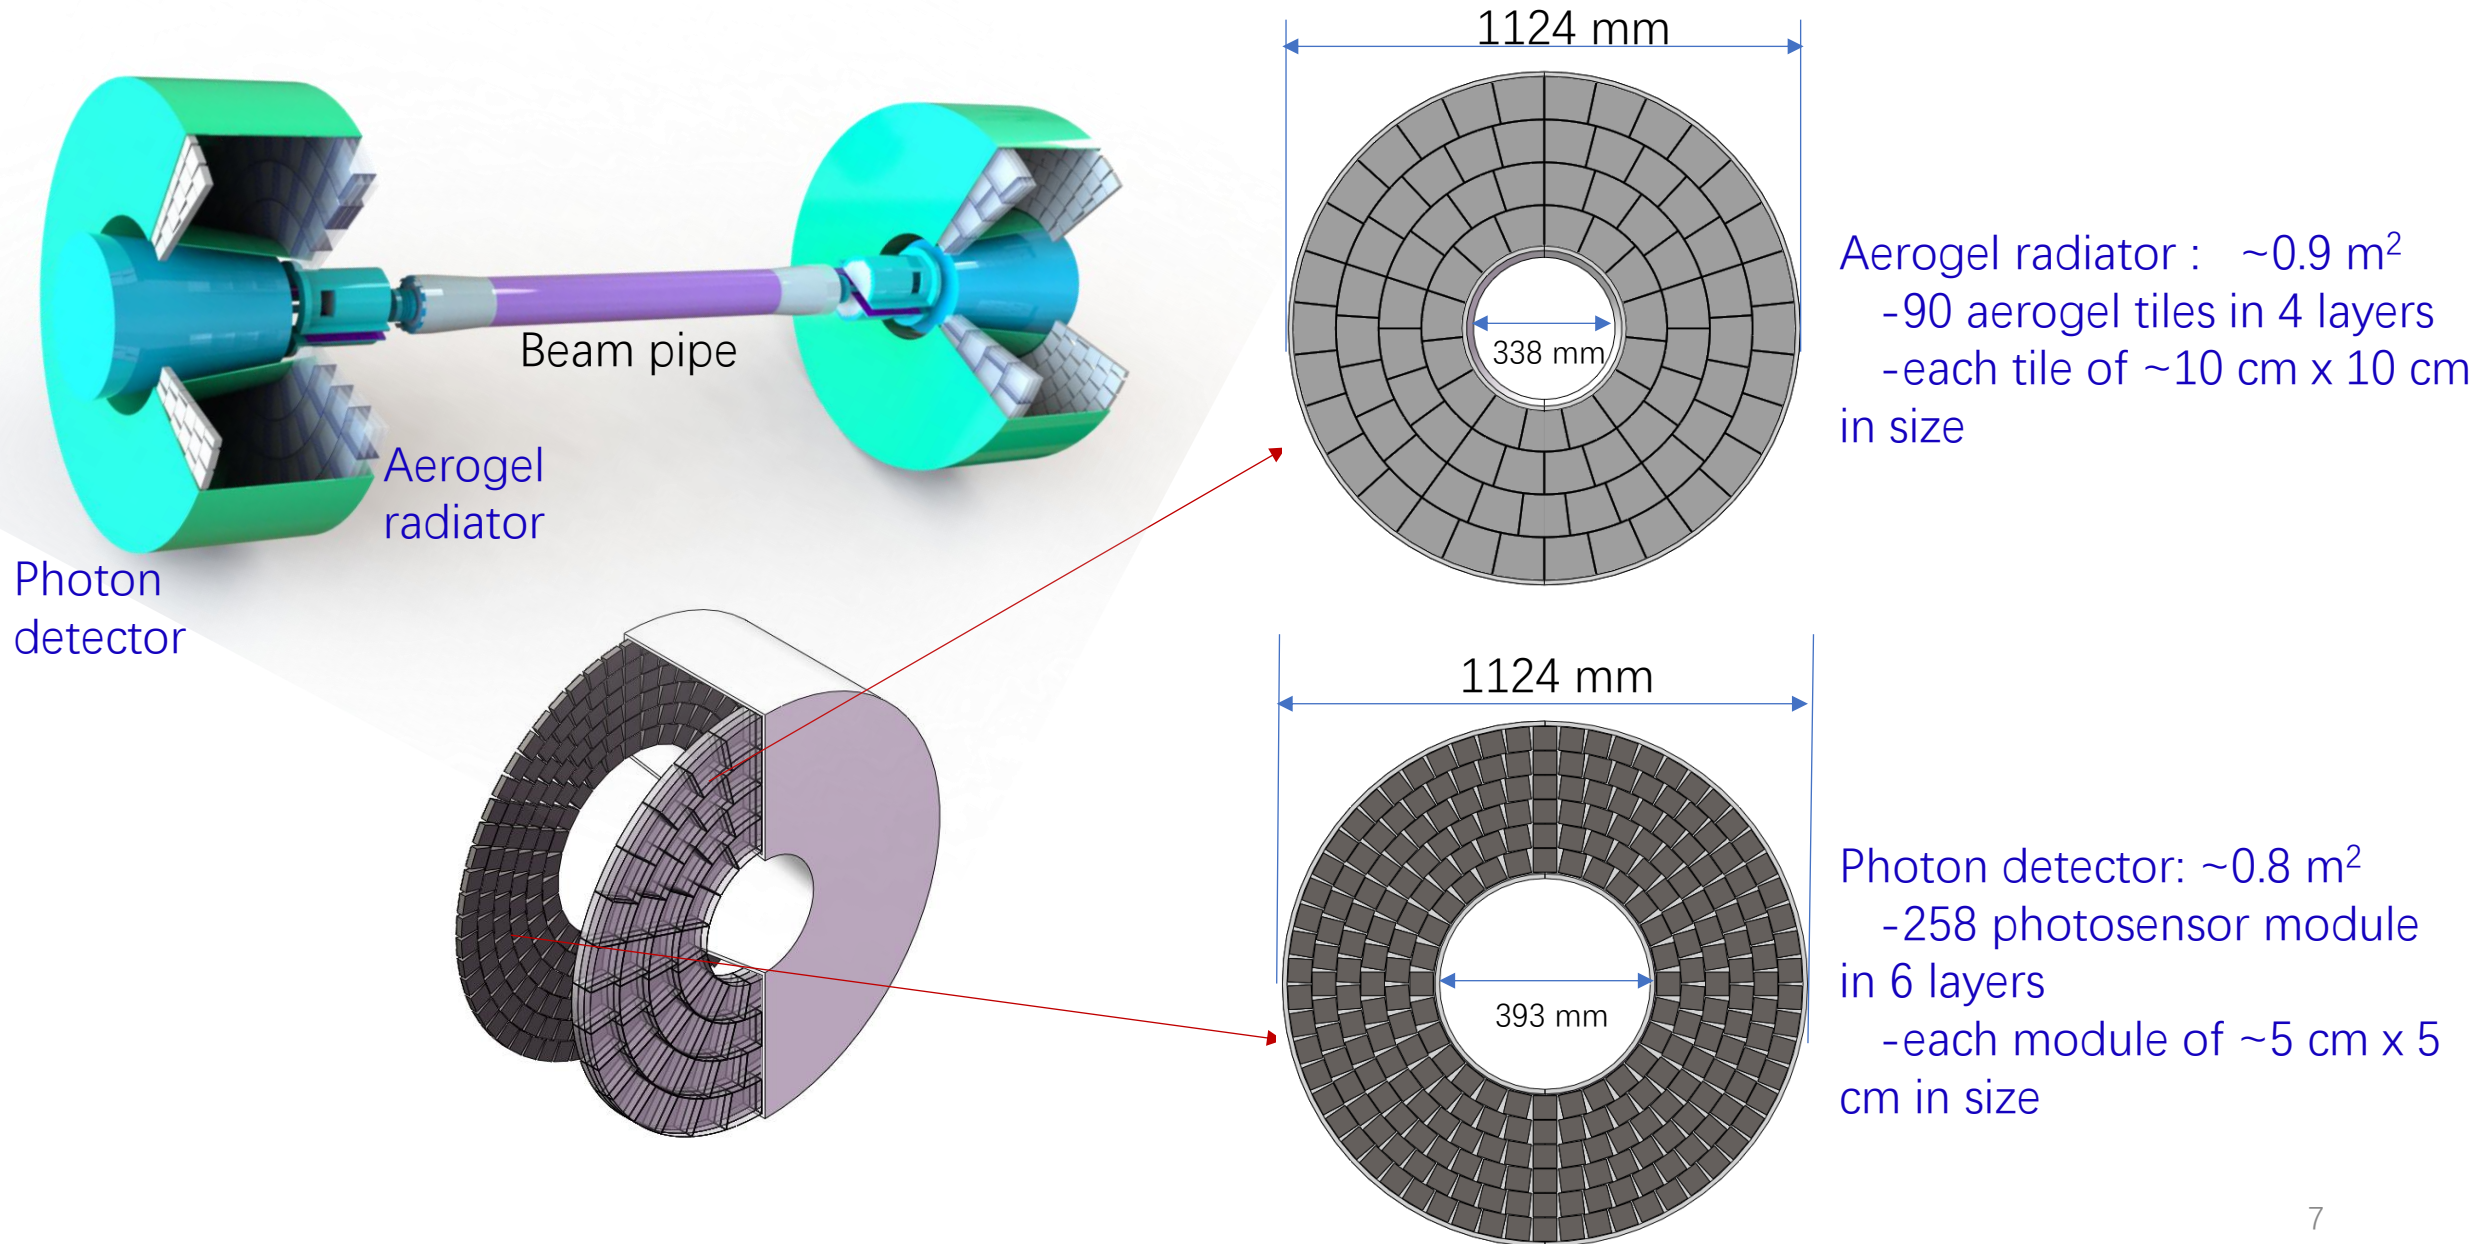 1124 mm
338 mm
Aerogel radiator : ~0.9 m²
-90 aerogel tiles in 4 layers
-each tile of ~10 cm x 10 cm
in size
Beam pipe
Aerogel
radiator
Photon
detector
1124 mm
393 mm
Photon detector: ~0.8 m²
-258 photosensor module
in 6 layers
-each module of ~5 cm x 5
cm in size
7